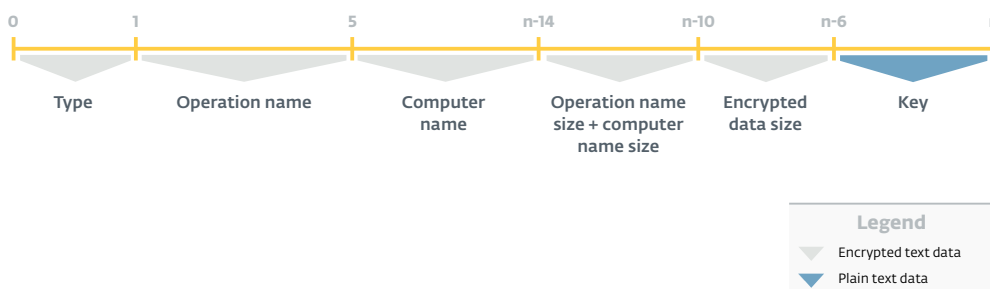 0 1 5 n-14 n-10 n-6
Type Operation name Computer Operation name Encrypted Key
name size + computer data size
name size
Legend
Encrypted text data
Plain text data